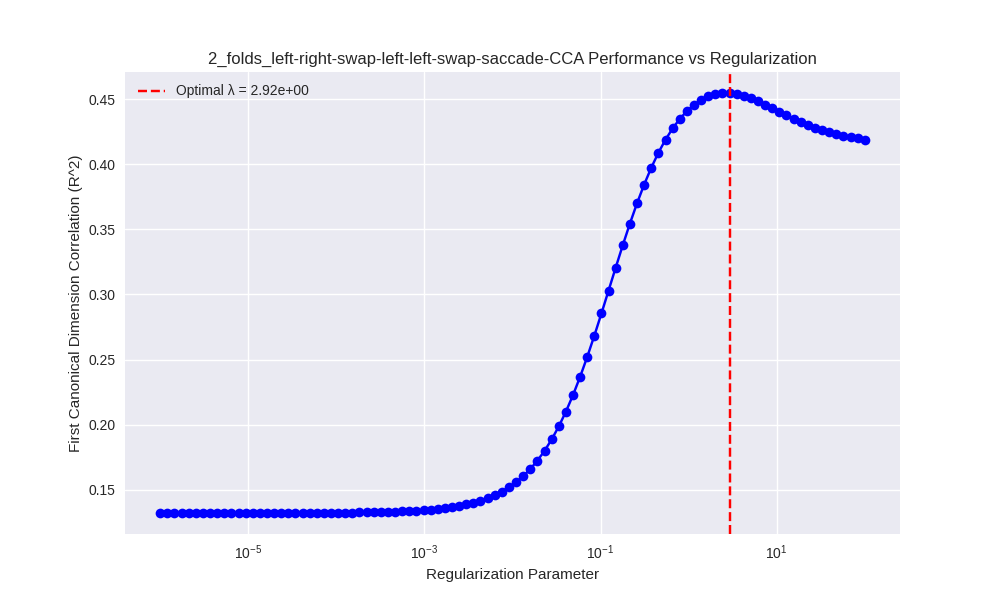 2_folds_left-right-swap-left-left-swap-saccade-CCA Performance vs Regularization
Optimal λ = 2.92e+00
First Canonical Dimension Correlation (R^2)
0.45
0.40
0.35
0.30
0.25
0.20
0.15
10⁻⁵
10⁻³
10⁻¹
10¹
Regularization Parameter